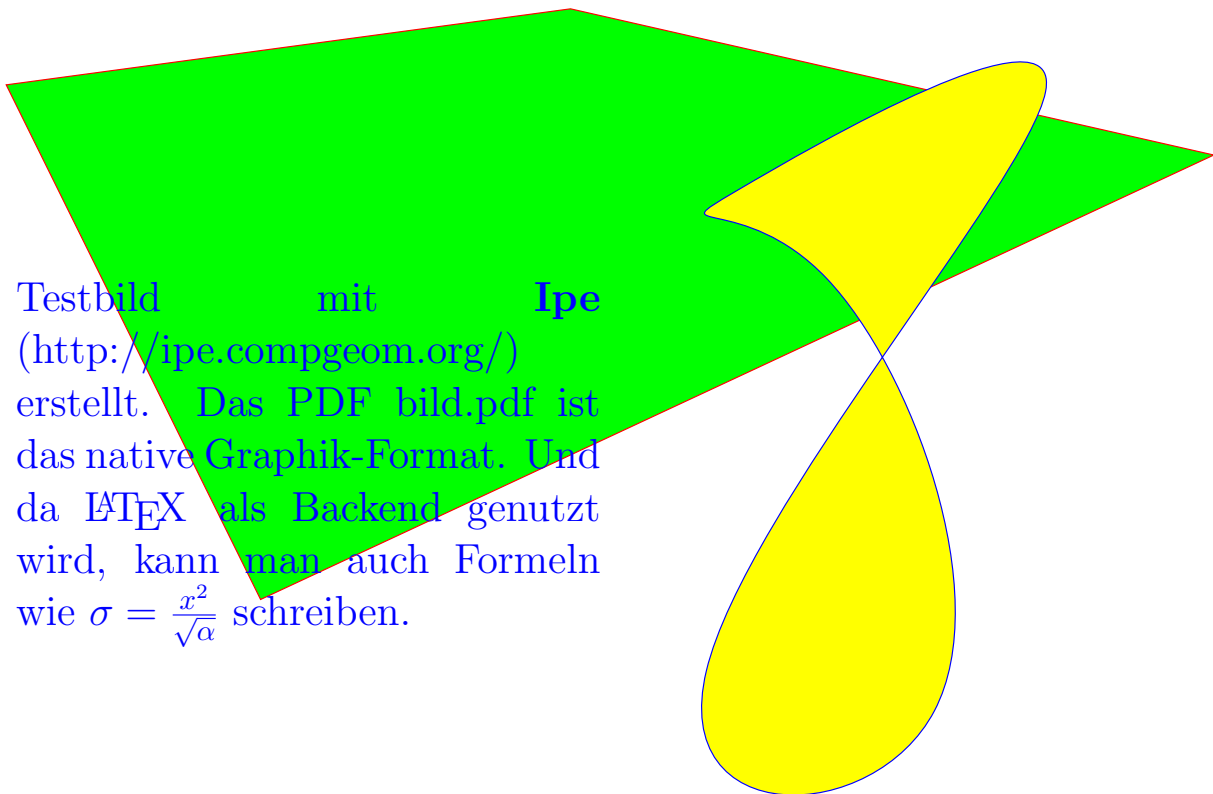 Testbild mit Ipe
(http://ipe.compgeom.org/)
erstellt. Das PDF bild.pdf ist
das native Graphik-Format. Und
da LATEX als Backend genutzt
wird, kann man auch Formeln
wie σ = x²/√α schreiben.